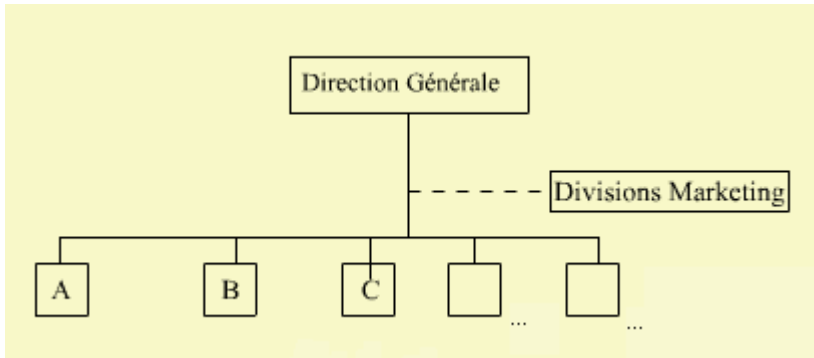 Direction Générale
Divisions Marketing
A
B
C
...
...